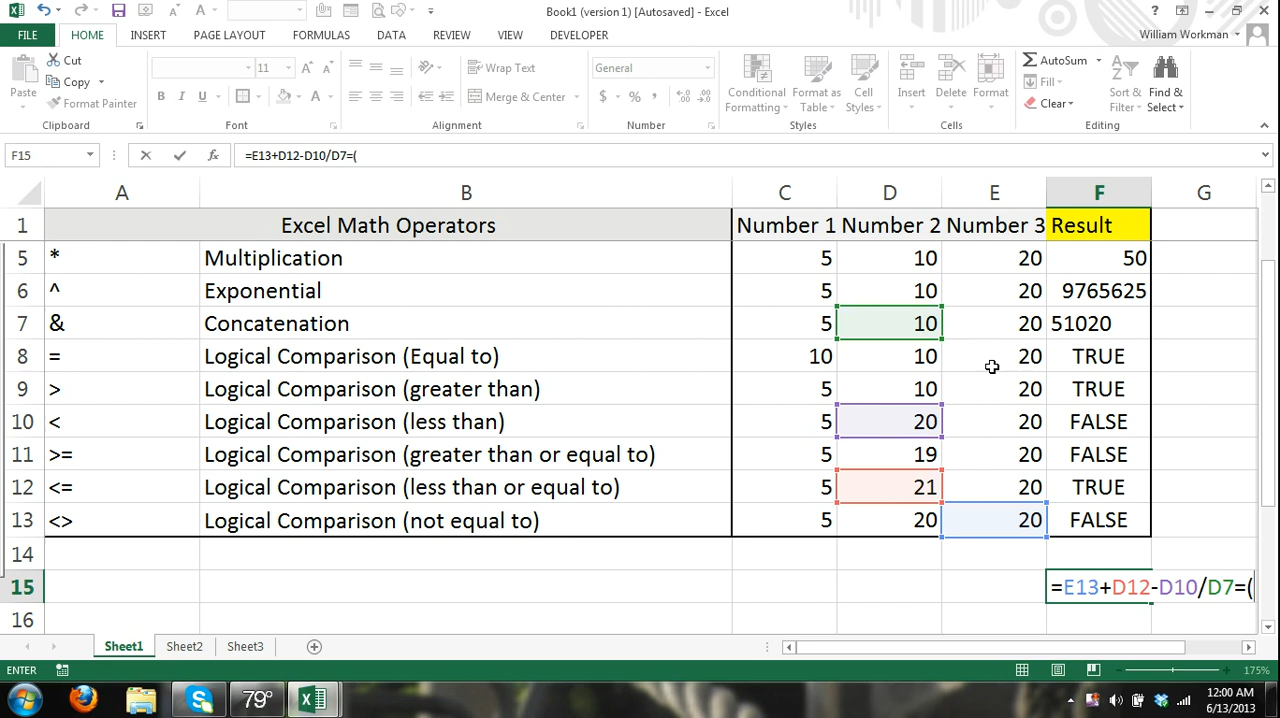 Book1 (version 1) [Autosaved] - Excel
?
FILE HOME INSERT PAGE LAYOUT FORMULAS DATA REVIEW VIEW DEVELOPER William Workman
Paste Cut Copy Format Painter Clipboard
11 A A B I U A Font
Wrap Text Merge & Center Alignment
General $ % , Number
Conditional Formatting Format as Table Cell Styles Styles
Insert Delete Format Cells
AutoSum Fill Clear Sort & Filter Find & Select Editing
F15 fx =E13+D12-D10/D7=(
A B C D E F G
1 Excel Math Operators Number 1 Number 2 Number 3 Result
5 * Multiplication 5 10 20 50
6 ^ Exponential 5 10 20 9765625
7 & Concatenation 5 10 20 51020
8 = Logical Comparison (Equal to) 10 10 20 TRUE
9 > Logical Comparison (greater than) 5 10 20 TRUE
10 < Logical Comparison (less than) 5 20 20 FALSE
11 >= Logical Comparison (greater than or equal to) 5 19 20 FALSE
12 <= Logical Comparison (less than or equal to) 5 21 20 TRUE
13 <> Logical Comparison (not equal to) 5 20 20 FALSE
14
15 =E13+D12-D10/D7=(
16
Sheet1 Sheet2 Sheet3
ENTER 175%
79° 12:00 AM
6/13/2013